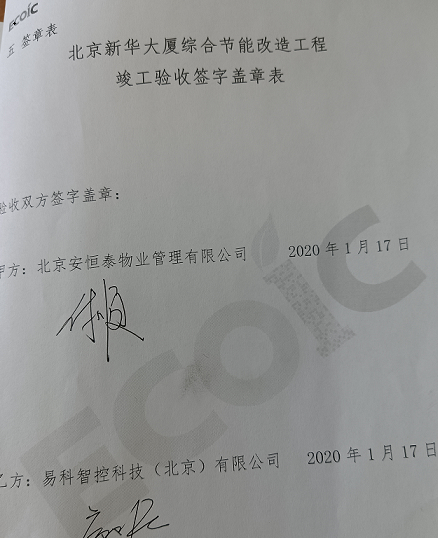 ECOIC
五 签章表
北京新华大厦综合节能改造工程
竣工验收签字盖章表
验收双方签字盖章：
甲方：北京安恒泰物业管理有限公司 2020 年 1 月 17 日
ECOIC
乙方：易科智控科技（北京）有限公司 2020 年 1 月 17 日